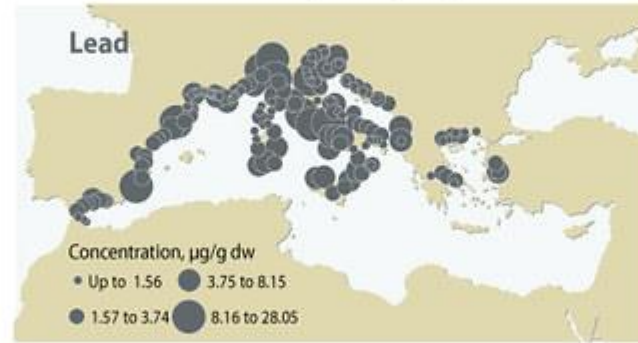 Lead
Concentration, µg/g dw
Up to 1.56
3.75 to 8.15
1.57 to 3.74
8.16 to 28.05